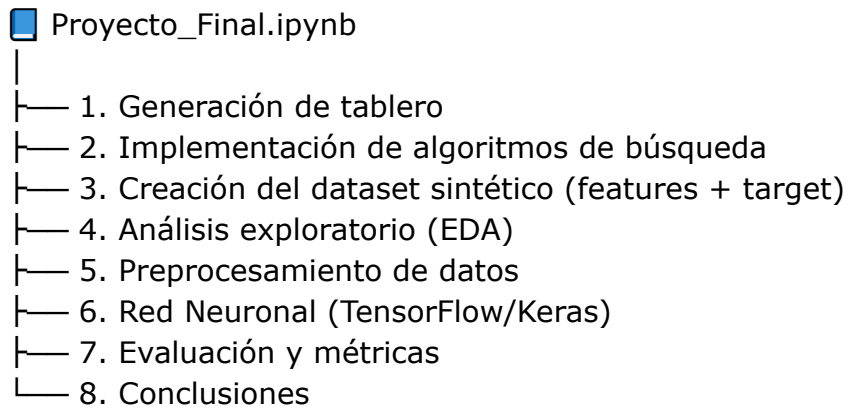 Proyecto_Final.ipynb
1. Generación de tablero
2. Implementación de algoritmos de búsqueda
3. Creación del dataset sintético (features + target)
4. Análisis exploratorio (EDA)
5. Preprocesamiento de datos
6. Red Neuronal (TensorFlow/Keras)
7. Evaluación y métricas
8. Conclusiones